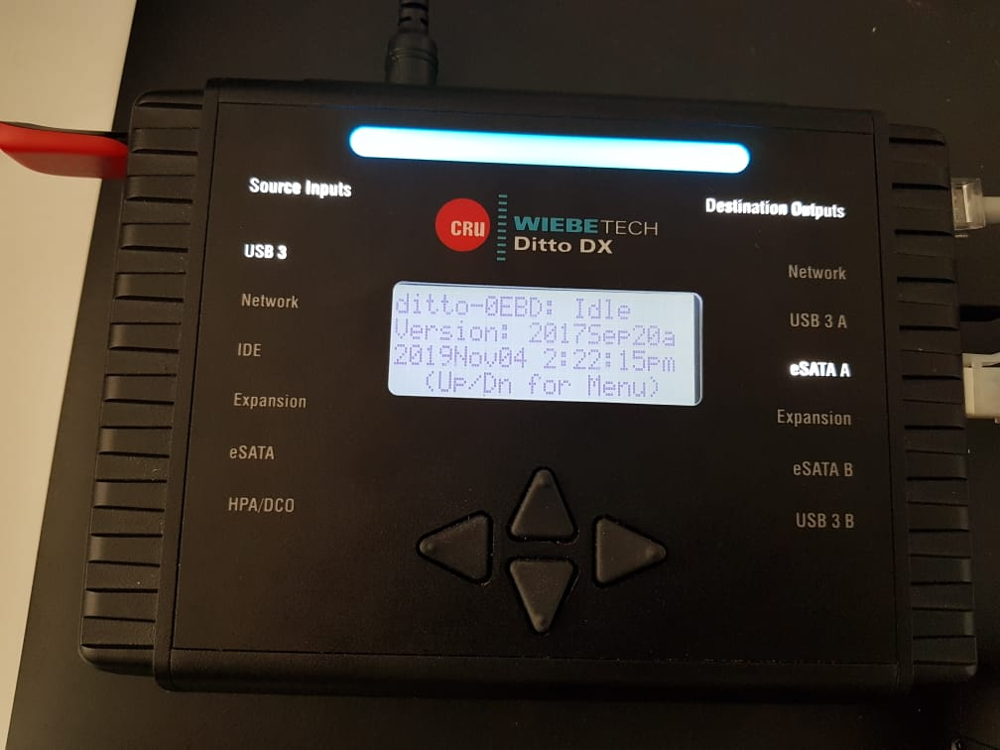 Source Inputs
USB 3
Network
IDE
Expansion
eSATA
HPA/DCO
CRU WIEBETECH
Ditto DX
ditto-0EBD: Idle
Version: 2017Sep20a
2019Nov04 2:22:15pm
(Up/Dn for Menu)
Destination Outputs
Network
USB 3 A
eSATA A
Expansion
eSATA B
USB 3 B